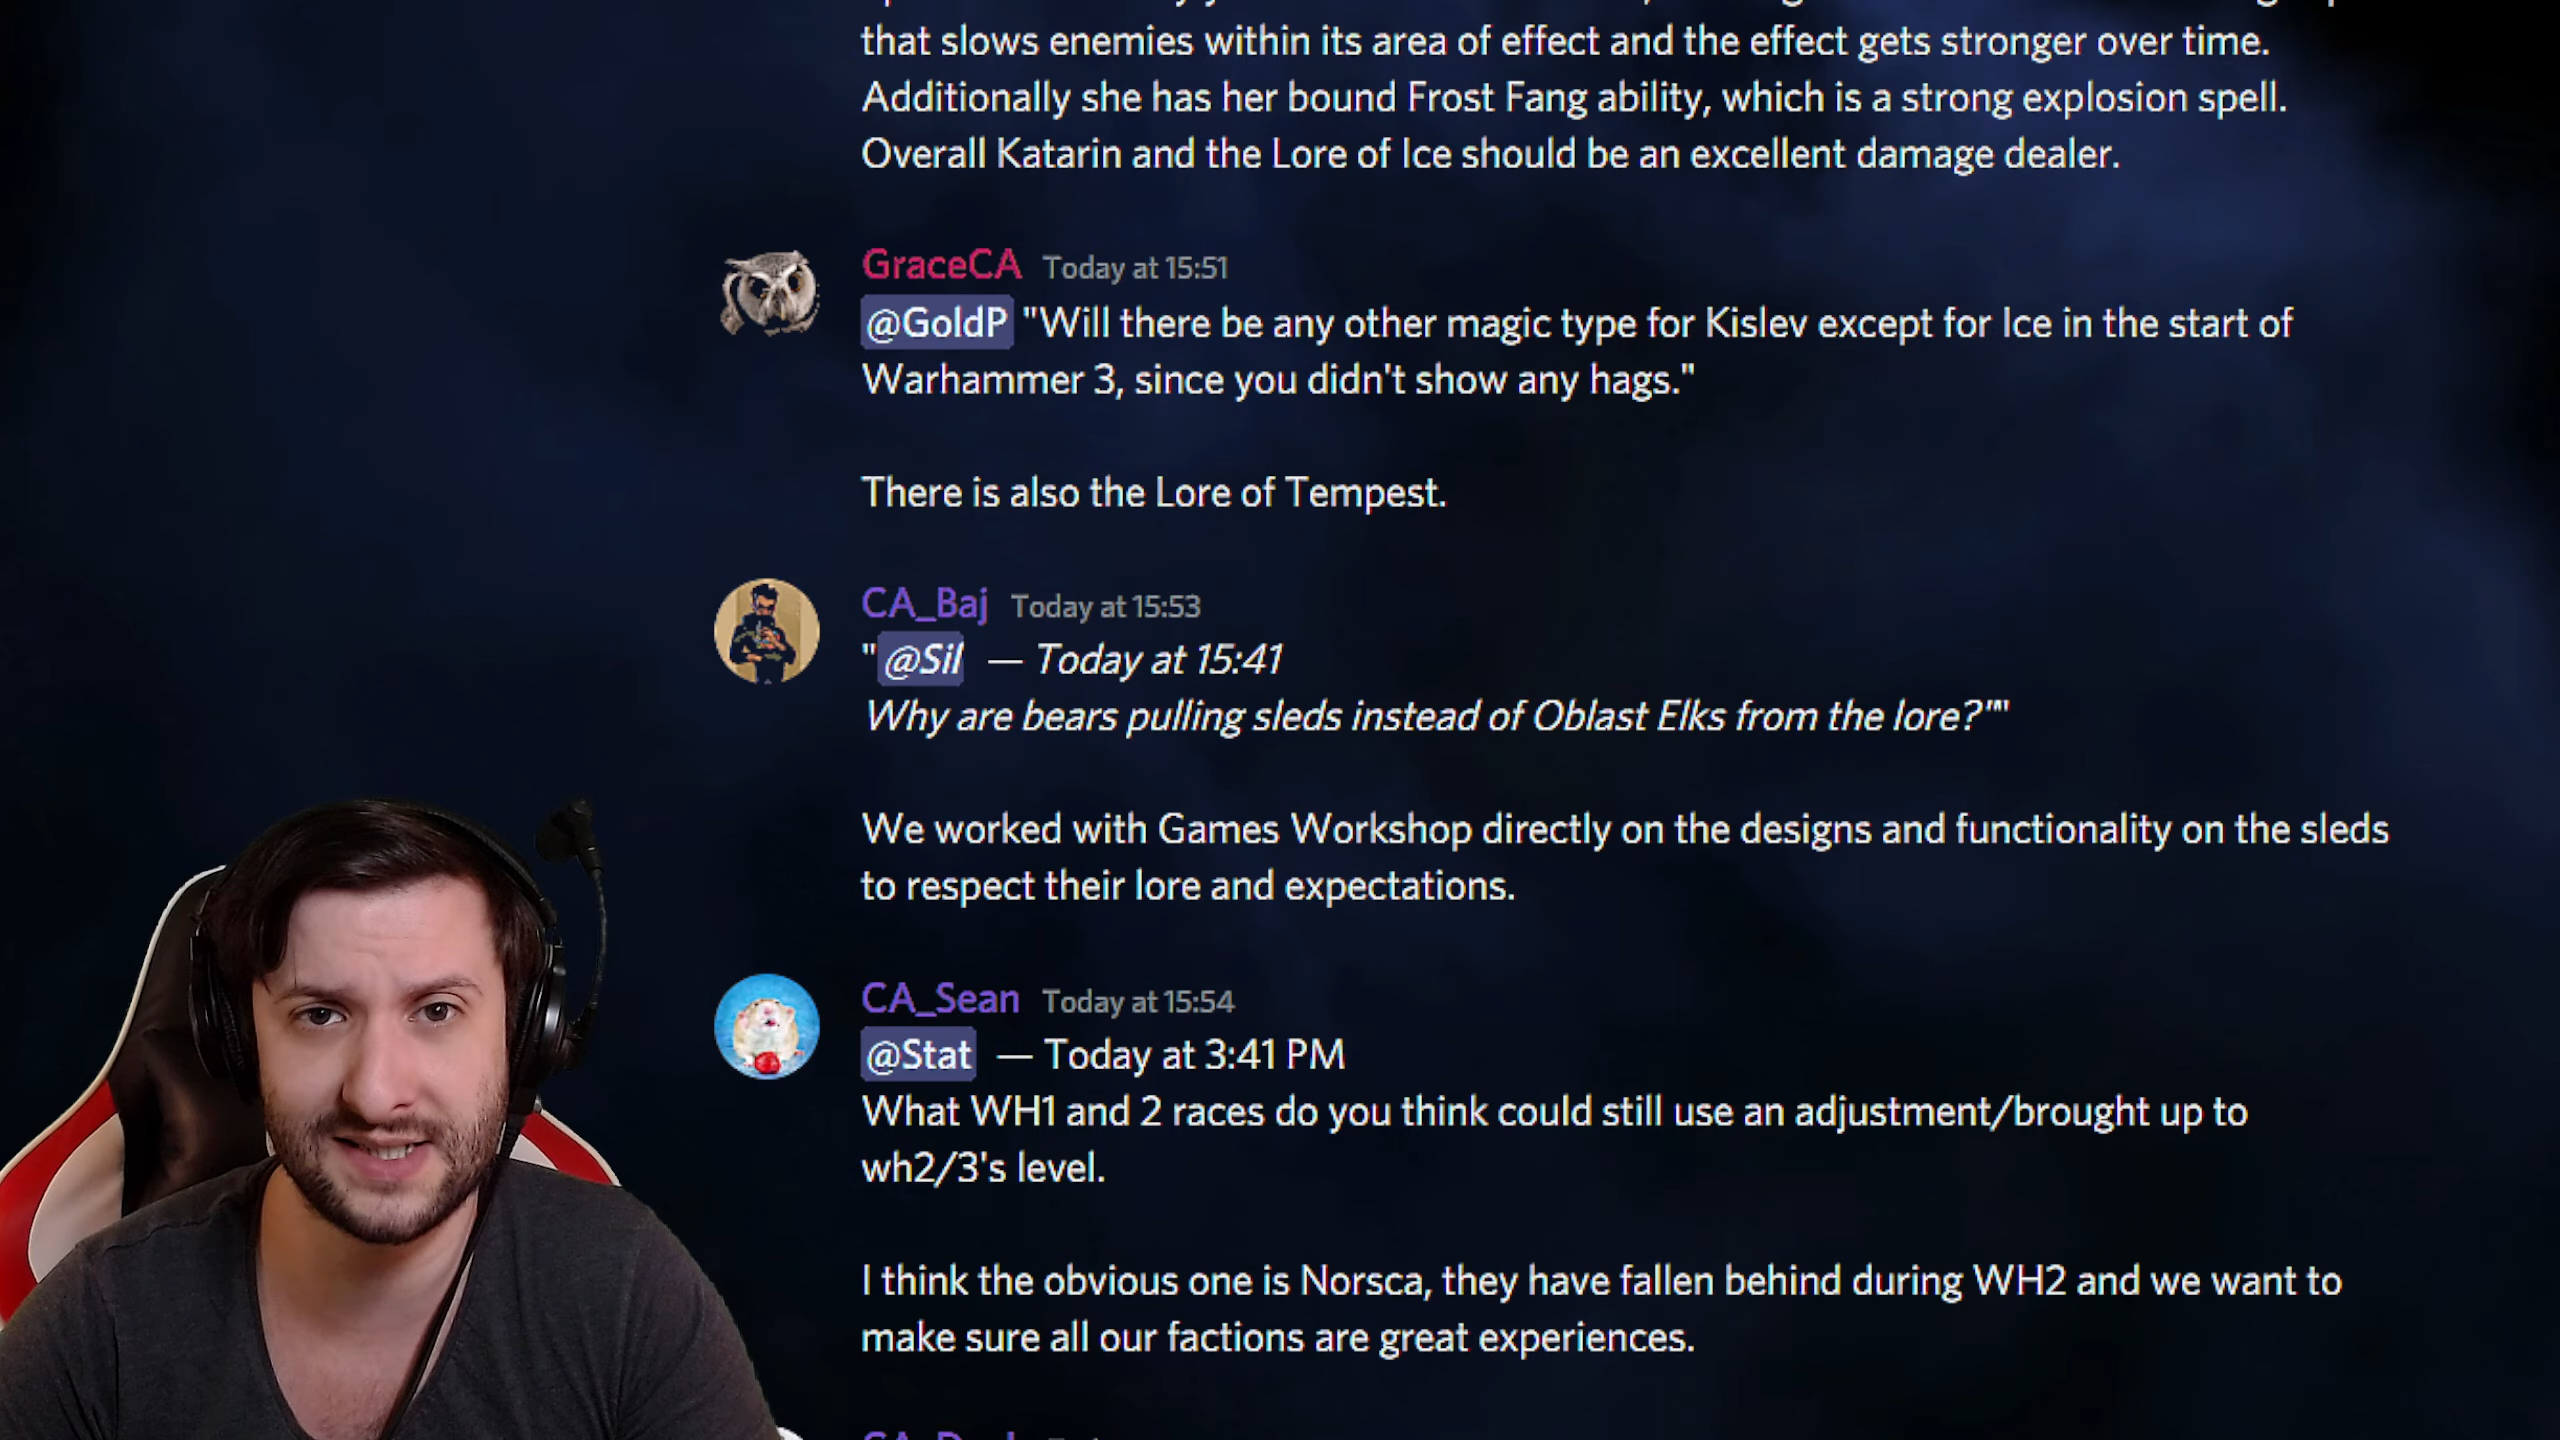 that slows enemies within its area of effect and the effect gets stronger over time.
Additionally she has her bound Frost Fang ability, which is a strong explosion spell.
Overall Katarin and the Lore of Ice should be an excellent damage dealer.
GraceCA Today at 15:51
@GoldP "Will there be any other magic type for Kislev except for Ice in the start of
Warhammer 3, since you didn't show any hags."
There is also the Lore of Tempest.
CA_Baj Today at 15:53
"@Sil — Today at 15:41
Why are bears pulling sleds instead of Oblast Elks from the lore?""
We worked with Games Workshop directly on the designs and functionality on the sleds
to respect their lore and expectations.
CA_Sean Today at 15:54
@Stat — Today at 3:41 PM
What WH1 and 2 races do you think could still use an adjustment/brought up to
wh2/3's level.
I think the obvious one is Norsca, they have fallen behind during WH2 and we want to
make sure all our factions are great experiences.